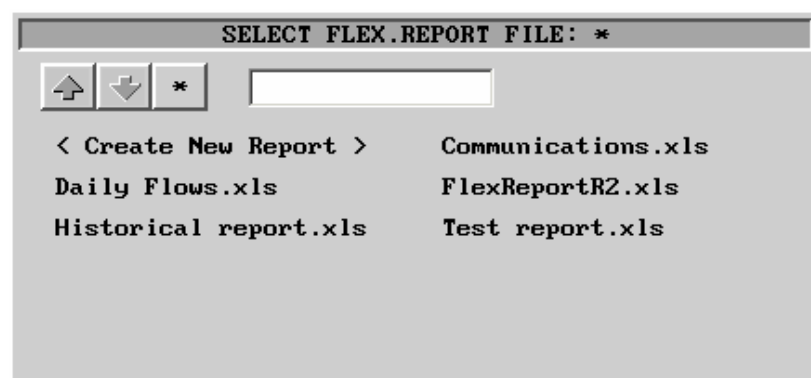 SELECT FLEX.REPORT FILE: *
*
< Create New Report > Communications.xls
Daily Flows.xls FlexReportR2.xls
Historical report.xls Test report.xls